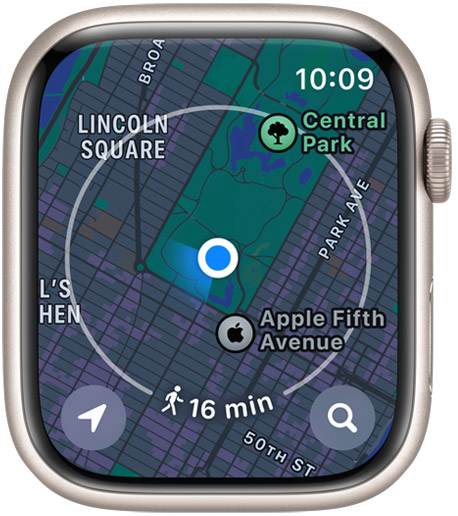 BROA
10:09
LINCOLN
SQUARE
Central
Park
PARK AVE
L'S
HEN
Apple Fifth
Avenue
16 min
50TH ST